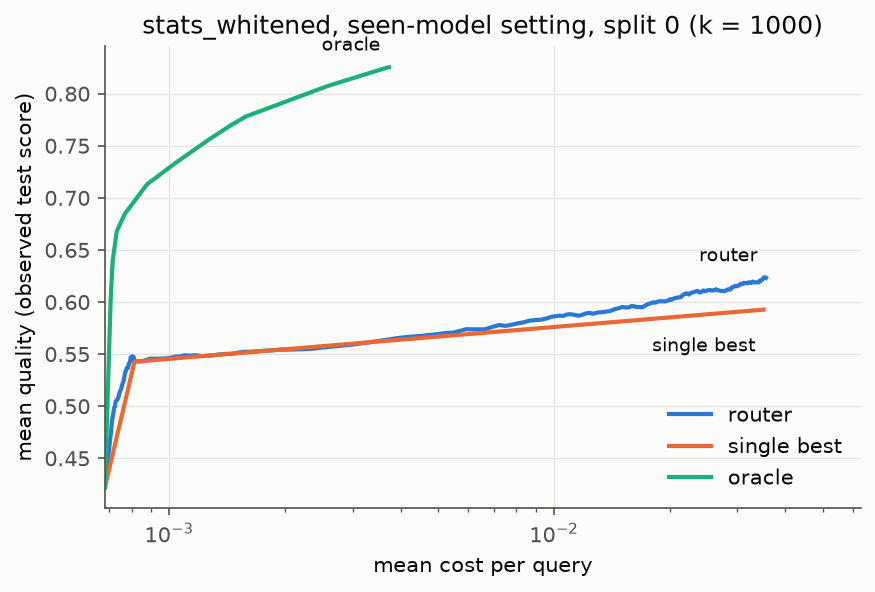 stats_whitened, seen-model setting, split 0 (k = 1000)
oracle
router
single best
mean quality (observed test score)
0.80
0.75
0.70
0.65
0.60
0.55
0.50
0.45
router
single best
oracle
10⁻³
10⁻²
mean cost per query